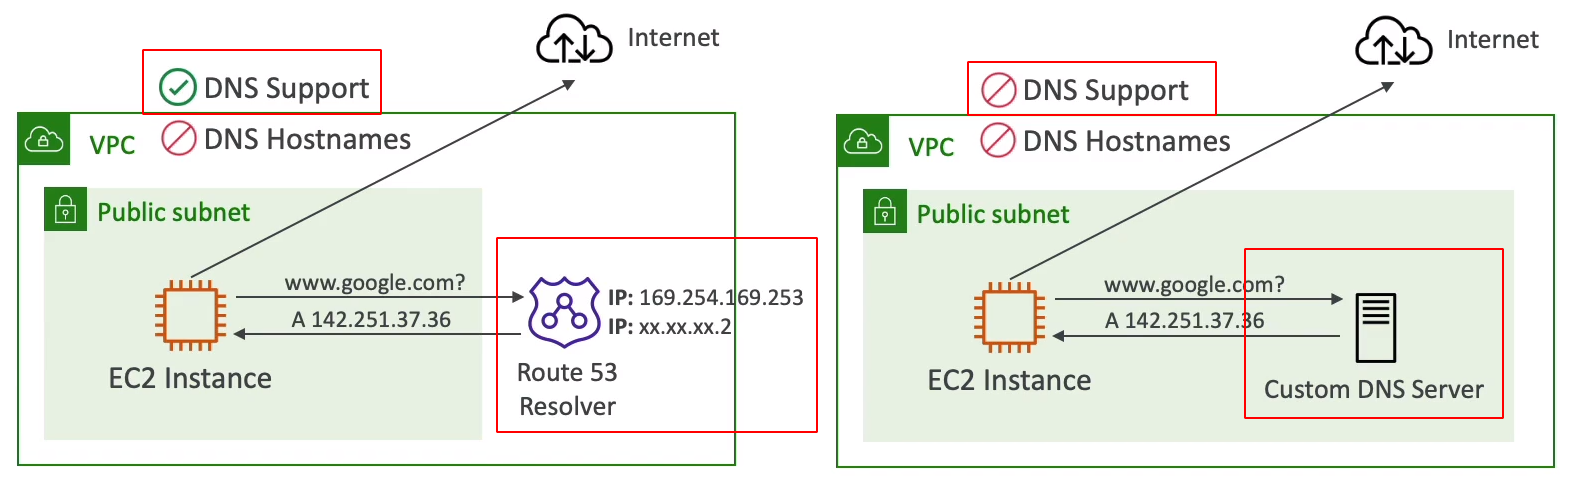 Internet
DNS Support
DNS Hostnames
VPC
Public subnet
www.google.com?
A 142.251.37.36
EC2 Instance
IP: 169.254.169.253
IP: xx.xx.xx.2
Route 53
Resolver
Internet
DNS Support
DNS Hostnames
VPC
Public subnet
www.google.com?
A 142.251.37.36
EC2 Instance
Custom DNS Server